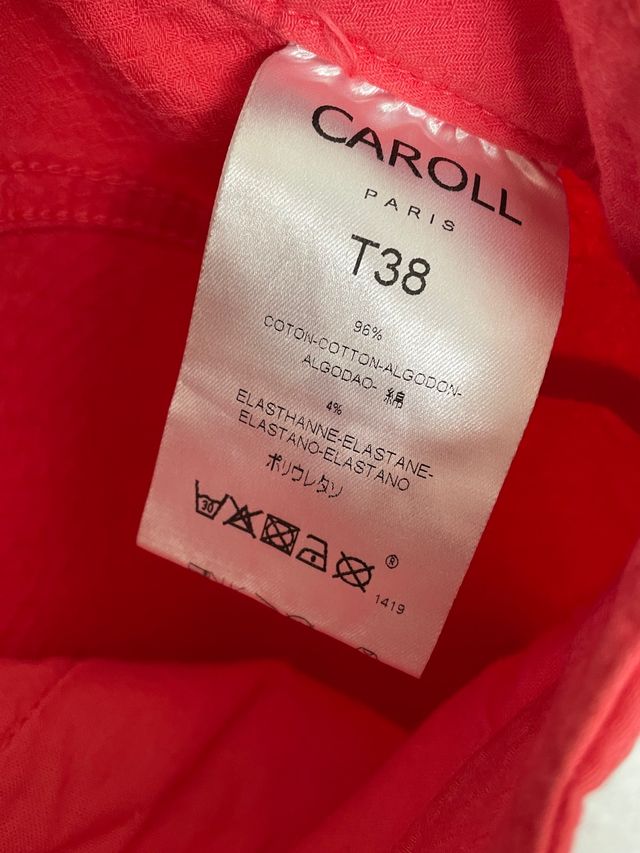 CAROLL
PARIS
T38
96%
COTON-COTTON-ALGODON-
ALGODAO- 綿
4%
ELASTHANNE-ELASTANE-
ELASTANO-ELASTANO
ポリウレタン
30
®
1419